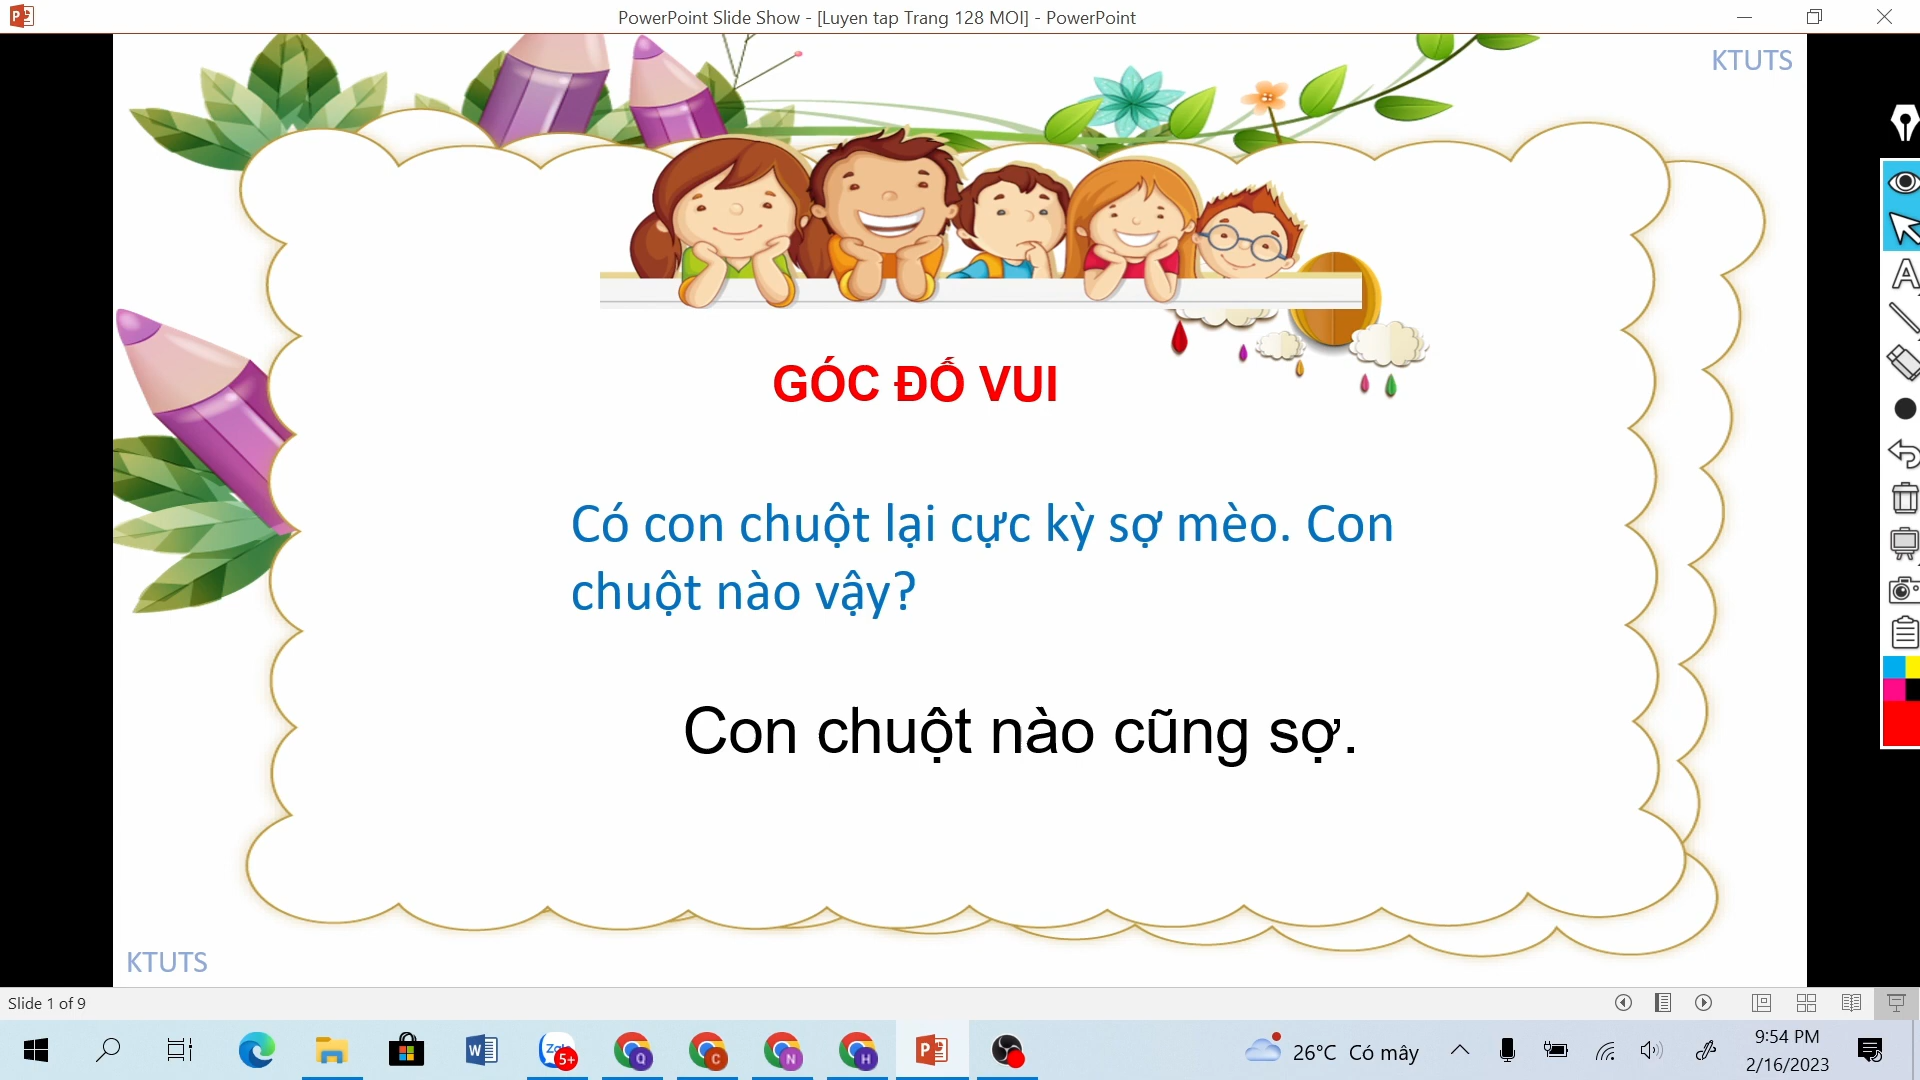 PowerPoint Slide Show - [Luyen tap Trang 128 MOI] - PowerPoint
KTUTS
GÓC ĐỐ VUI
Có con chuột lại cực kỳ sợ mèo. Con
chuột nào vậy?
Con chuột nào cũng sợ.
KTUTS
Slide 1 of 9
5+
Q
C
N
H
26°C Có mây
9:54 PM
2/16/2023